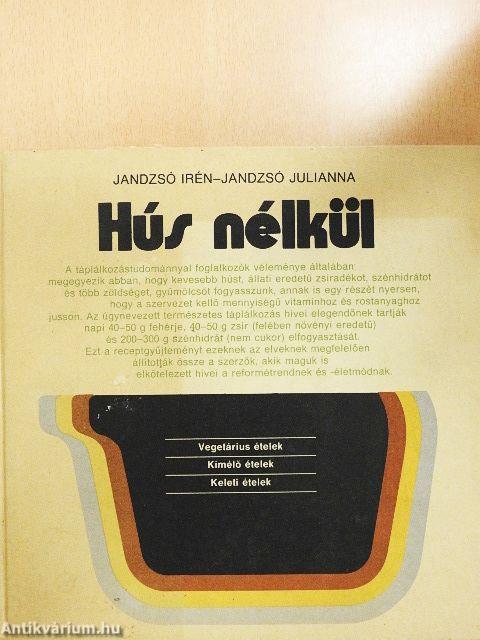 JANDZSÓ IRÉN–JANDZSÓ JULIANNA
Hús nélkül
A táplálkozástudománnyal foglalkozók véleménye általában
megegyezik abban, hogy kevesebb húst, állati eredetű zsiradékot, szénhidrátot
és több zöldséget, gyümölcsöt fogyasszunk, annak is egy részét nyersen,
hogy a szervezet kellő mennyiségű vitaminhoz és rostanyaghoz
jusson. Az úgynevezett természetes táplálkozás hívei elegendőnek tartják
napi 40–50 g fehérje, 40–50 g zsír (felében növényi eredetű)
és 200–300 g szénhidrát (nem cukor) elfogyasztását.
Ezt a receptgyűjteményt ezeknek az elveknek megfelelően
állították össze a szerzők, akik maguk is
elkötelezett hívei a reformétrendnek és -életmódnak.
Vegetárius ételek
Kímélő ételek
Keleti ételek
Antikvárium.hu